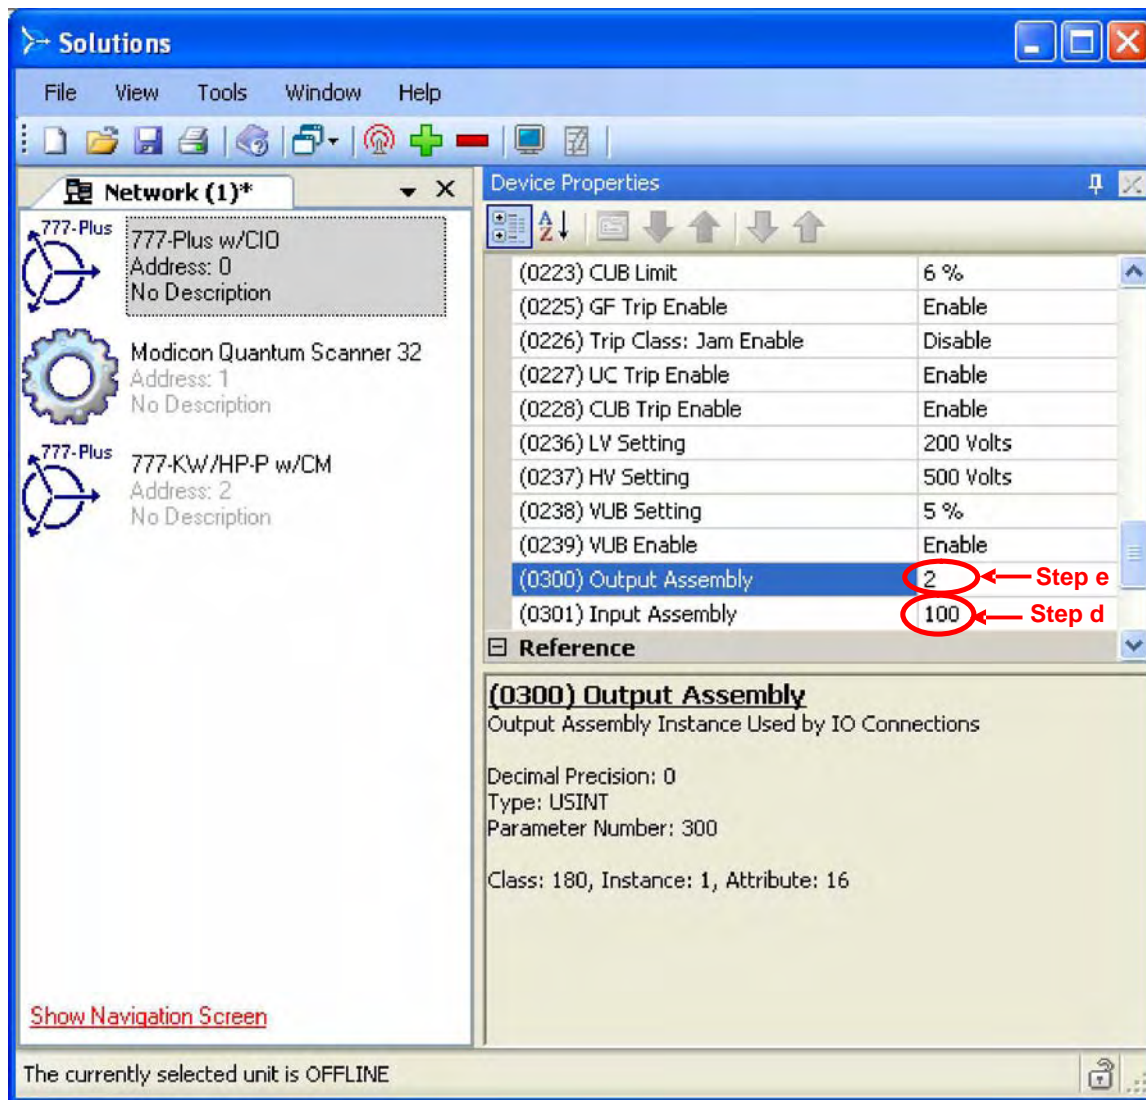 Solutions
File View Tools Window Help
Network (1)*
777-Plus
777-Plus w/CIO
Address: 0
No Description
Modicon Quantum Scanner 32
Address: 1
No Description
777-Plus
777-KW/HP-P w/CM
Address: 2
No Description
Show Navigation Screen
Device Properties
(0223) CUB Limit 6 %
(0225) GF Trip Enable Enable
(0226) Trip Class: Jam Enable Disable
(0227) UC Trip Enable Enable
(0228) CUB Trip Enable Enable
(0236) LV Setting 200 Volts
(0237) HV Setting 500 Volts
(0238) VUB Setting 5 %
(0239) VUB Enable Enable
(0300) Output Assembly 2 Step e
(0301) Input Assembly 100 Step d
Reference
(0300) Output Assembly
Output Assembly Instance Used by IO Connections
Decimal Precision: 0
Type: USINT
Parameter Number: 300
Class: 180, Instance: 1, Attribute: 16
The currently selected unit is OFFLINE